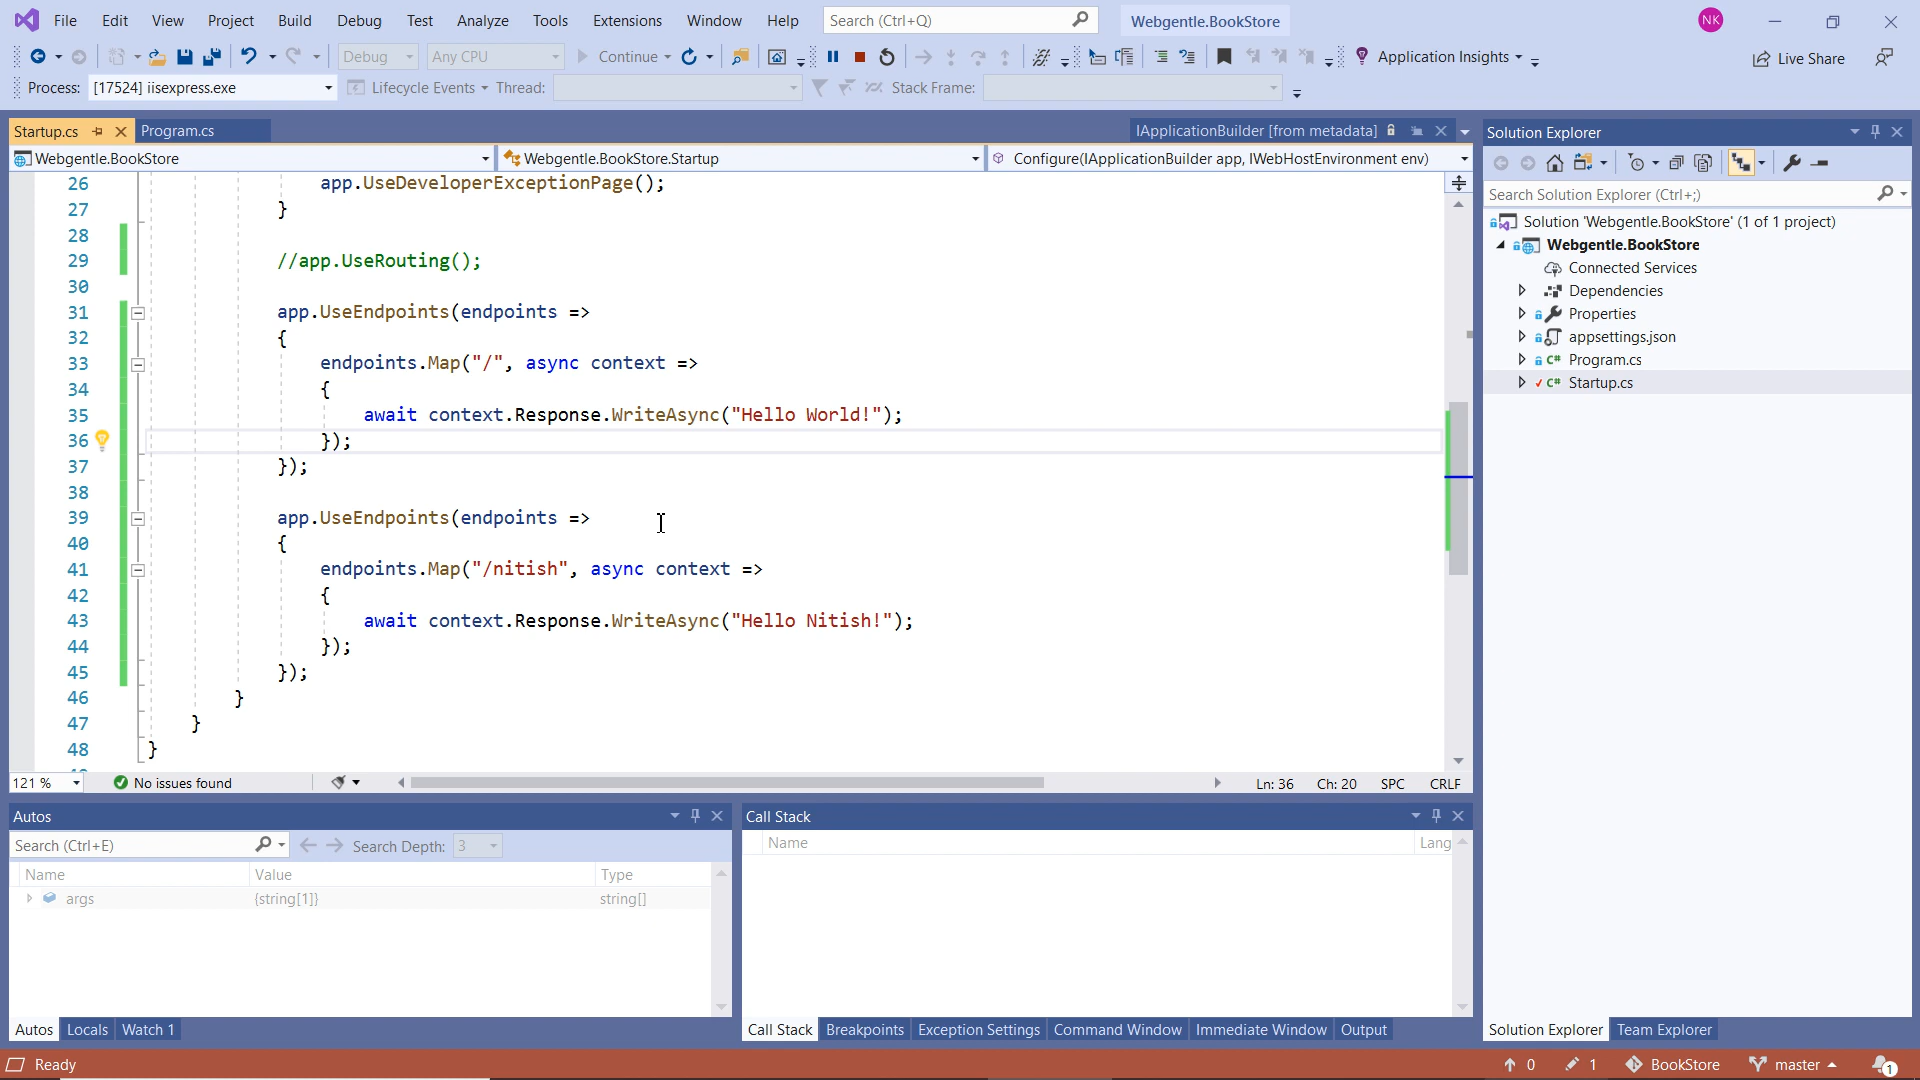 File Edit View Project Build Debug Test Analyze Tools Extensions Window Help Search (Ctrl+Q) Webgentle.BookStore NK
Debug Any CPU Continue Application Insights Live Share
Process: [17524] iisexpress.exe Lifecycle Events Thread: Stack Frame:
Startup.cs Program.cs IApplicationBuilder [from metadata]
Webgentle.BookStore Webgentle.BookStore.Startup Configure(IApplicationBuilder app, IWebHostEnvironment env)
26 app.UseDeveloperExceptionPage();
27 }
28
29 //app.UseRouting();
30
31 app.UseEndpoints(endpoints =>
32 {
33 endpoints.Map("/", async context =>
34 {
35 await context.Response.WriteAsync("Hello World!");
36 });
37 });
38
39 app.UseEndpoints(endpoints =>
40 {
41 endpoints.Map("/nitish", async context =>
42 {
43 await context.Response.WriteAsync("Hello Nitish!");
44 });
45 });
46 }
47 }
48 }
121 % No issues found Ln: 36 Ch: 20 SPC CRLF
Solution Explorer
Search Solution Explorer (Ctrl+;)
Solution 'Webgentle.BookStore' (1 of 1 project)
Webgentle.BookStore
Connected Services
Dependencies
Properties
appsettings.json
C# Program.cs
C# Startup.cs
Autos
Search (Ctrl+E) Search Depth: 3
Name Value Type
args {string[1]} string[]
Autos Locals Watch 1
Call Stack
Name Lang
Call Stack Breakpoints Exception Settings Command Window Immediate Window Output
Solution Explorer Team Explorer
Ready 0 1 BookStore master 1